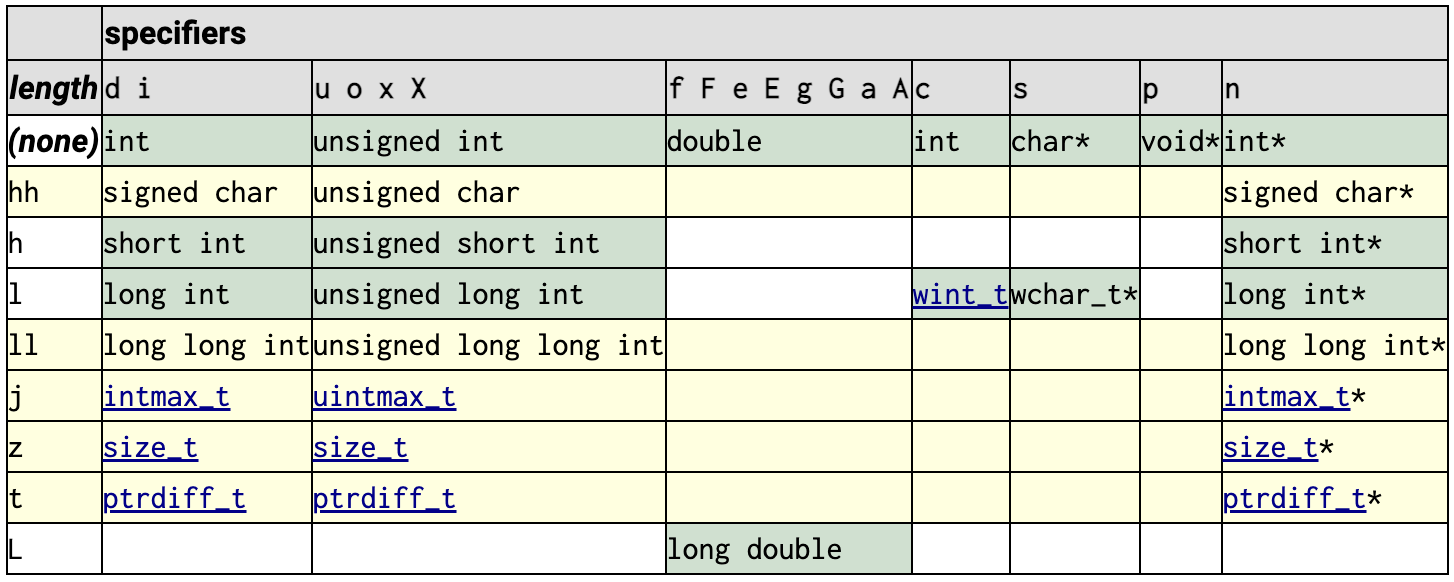 specifiers
length d i u o x X f F e E g G a A c s p n
(none) int unsigned int double int char* void* int*
hh signed char unsigned char signed char*
h short int unsigned short int short int*
l long int unsigned long int wint_t wchar_t* long int*
ll long long int unsigned long long int long long int*
j intmax_t uintmax_t intmax_t*
z size_t size_t size_t*
t ptrdiff_t ptrdiff_t ptrdiff_t*
L long double